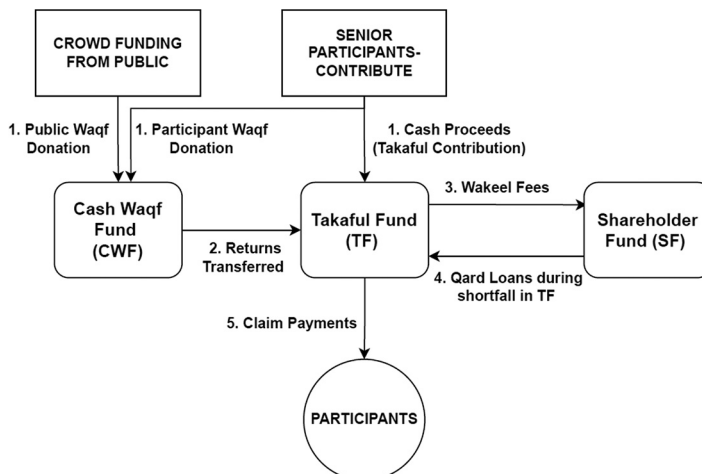 CROWD FUNDING
FROM PUBLIC
SENIOR
PARTICIPANTS-
CONTRIBUTE
1. Public Waqf
Donation
1. Participant Waqf
Donation
1. Cash Proceeds
(Takaful Contribution)
Cash Waqf
Fund
(CWF)
2. Returns
Transferred
Takaful Fund
(TF)
3. Wakeel Fees
Shareholder
Fund (SF)
4. Qard Loans during
shortfall in TF
5. Claim Payments
PARTICIPANTS